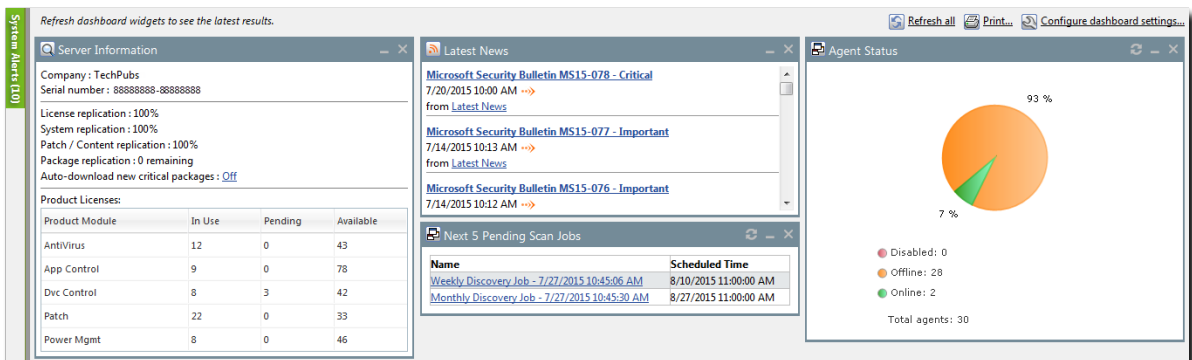 System Alerts (10)
Refresh dashboard widgets to see the latest results.
Refresh all Print... Configure dashboard settings...
Server Information
Company : TechPubs
Serial number : 88888888-88888888
License replication : 100%
System replication : 100%
Patch / Content replication : 100%
Package replication : 0 remaining
Auto-download new critical packages : Off
Product Licenses:
Product Module In Use Pending Available
AntiVirus 12 0 43
App Control 9 0 78
Dvc Control 8 3 42
Patch 22 0 33
Power Mgmt 8 0 46
Latest News
Microsoft Security Bulletin MS15-078 - Critical
7/20/2015 10:00 AM
from Latest News
Microsoft Security Bulletin MS15-077 - Important
7/14/2015 10:13 AM
from Latest News
Microsoft Security Bulletin MS15-076 - Important
7/14/2015 10:12 AM
Next 5 Pending Scan Jobs
Name Scheduled Time
Weekly Discovery Job - 7/27/2015 10:45:06 AM 8/10/2015 11:00:00 AM
Monthly Discovery Job - 7/27/2015 10:45:30 AM 8/27/2015 11:00:00 AM
Agent Status
93 %
7 %
Disabled: 0
Offline: 28
Online: 2
Total agents: 30